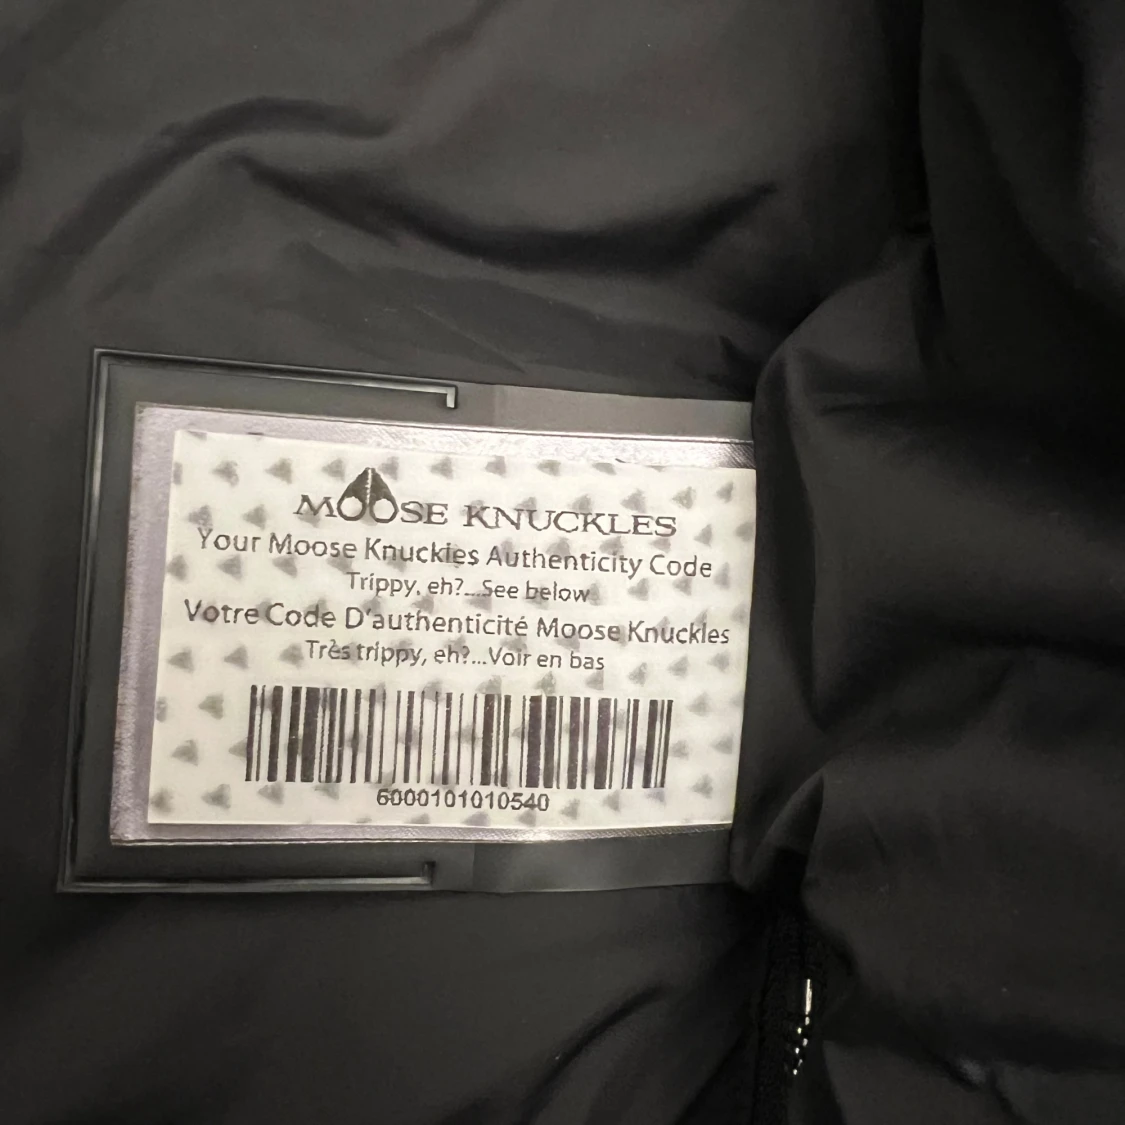 MOOSE KNUCKLES
Your Moose Knuckles Authenticity Code
Trippy, eh?...See below
Votre Code D'authenticité Moose Knuckles
Très trippy, eh?...Voir en bas
6000101010540